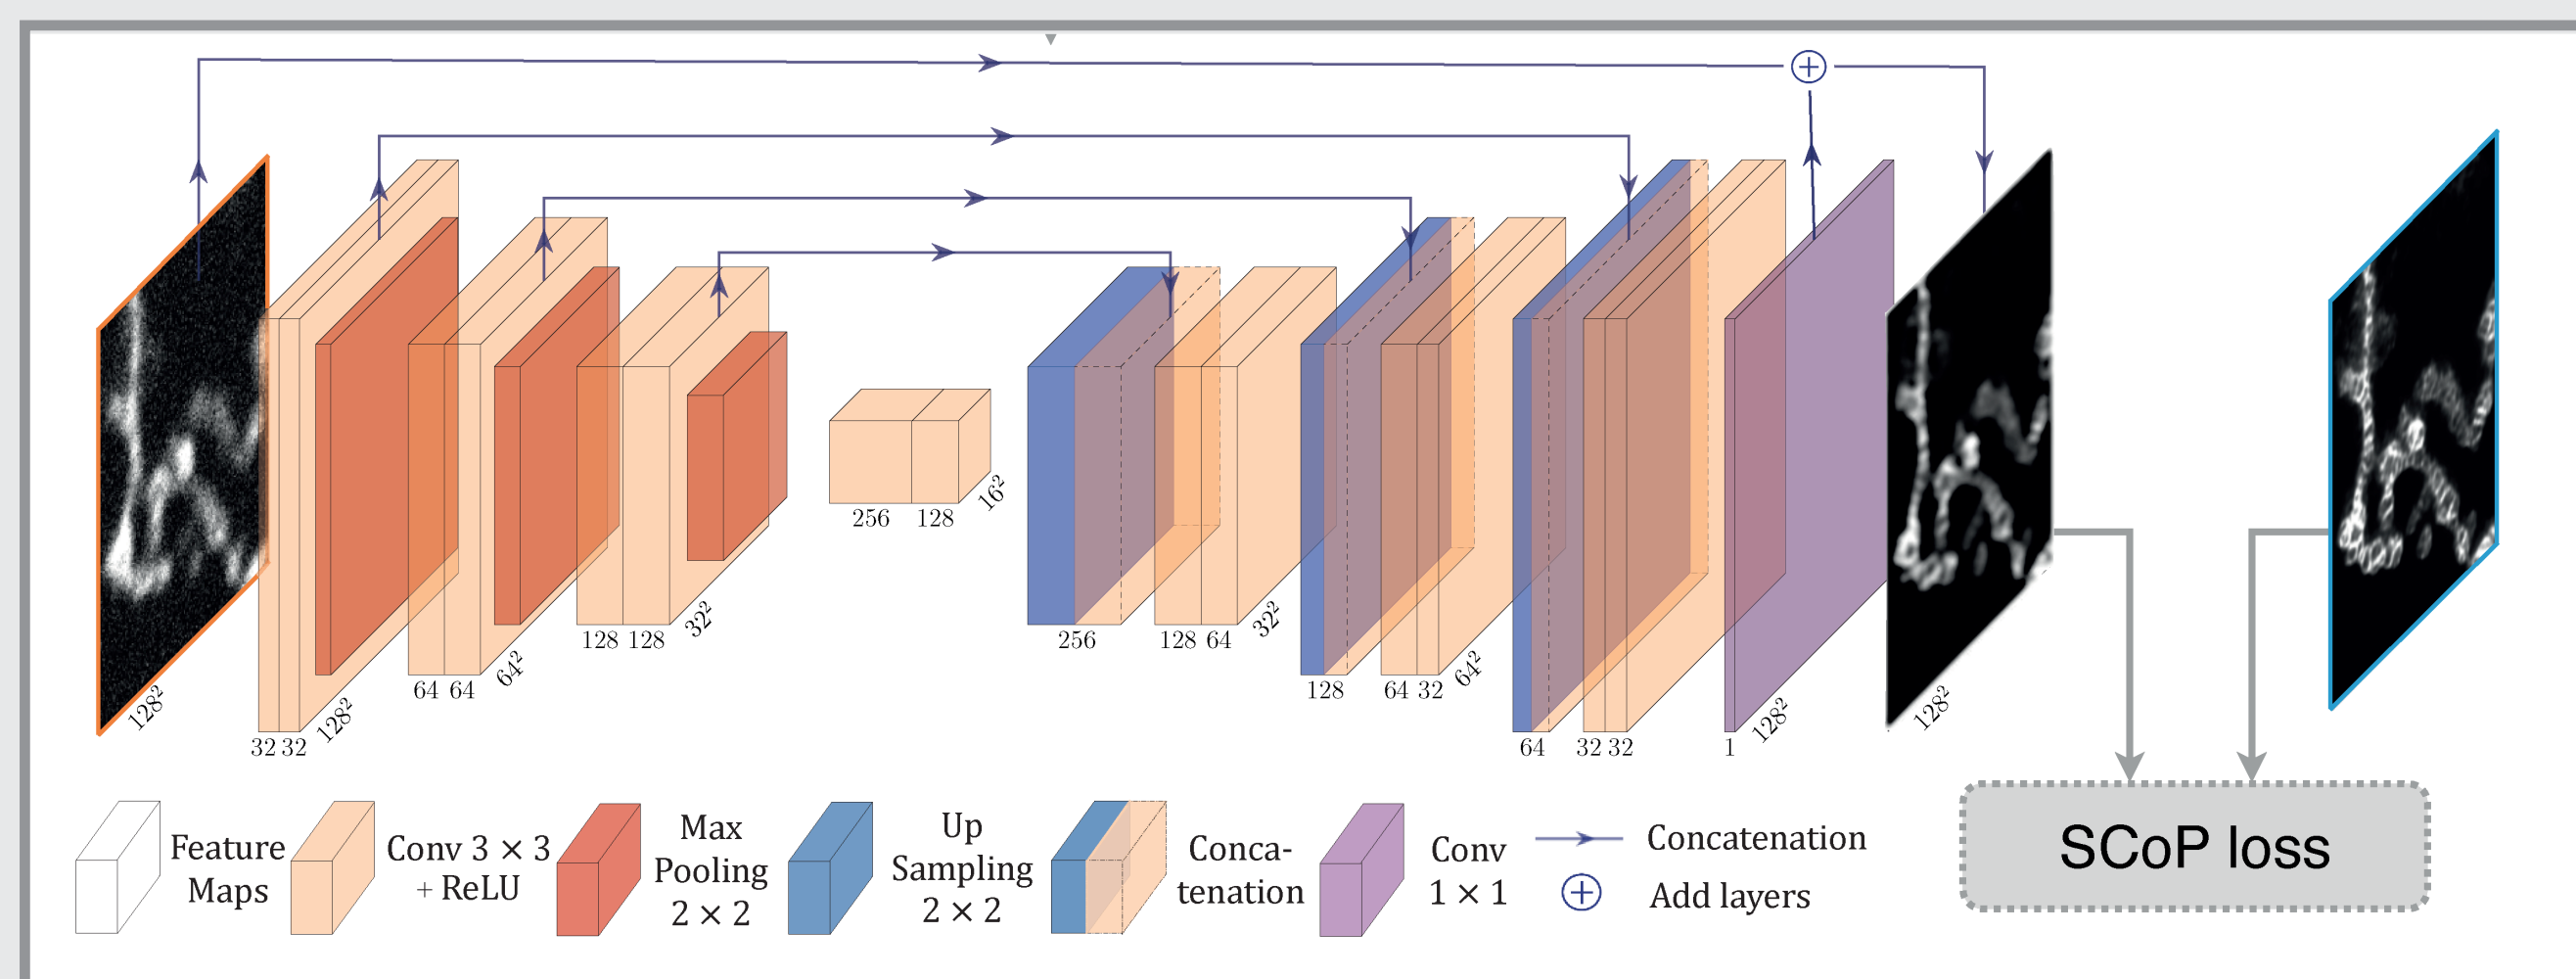 128²
32 32
128²
64 64
64²
128 128
32²
256 128
16²
256
128 64
32²
128
64 32
64²
64
32 32
1
128²
128²
Feature
Maps
Conv 3 × 3
+ ReLU
Max
Pooling
2 × 2
Up
Sampling
2 × 2
Conca-
tenation
Conv
1 × 1
Concatenation
Add layers
SCoP loss